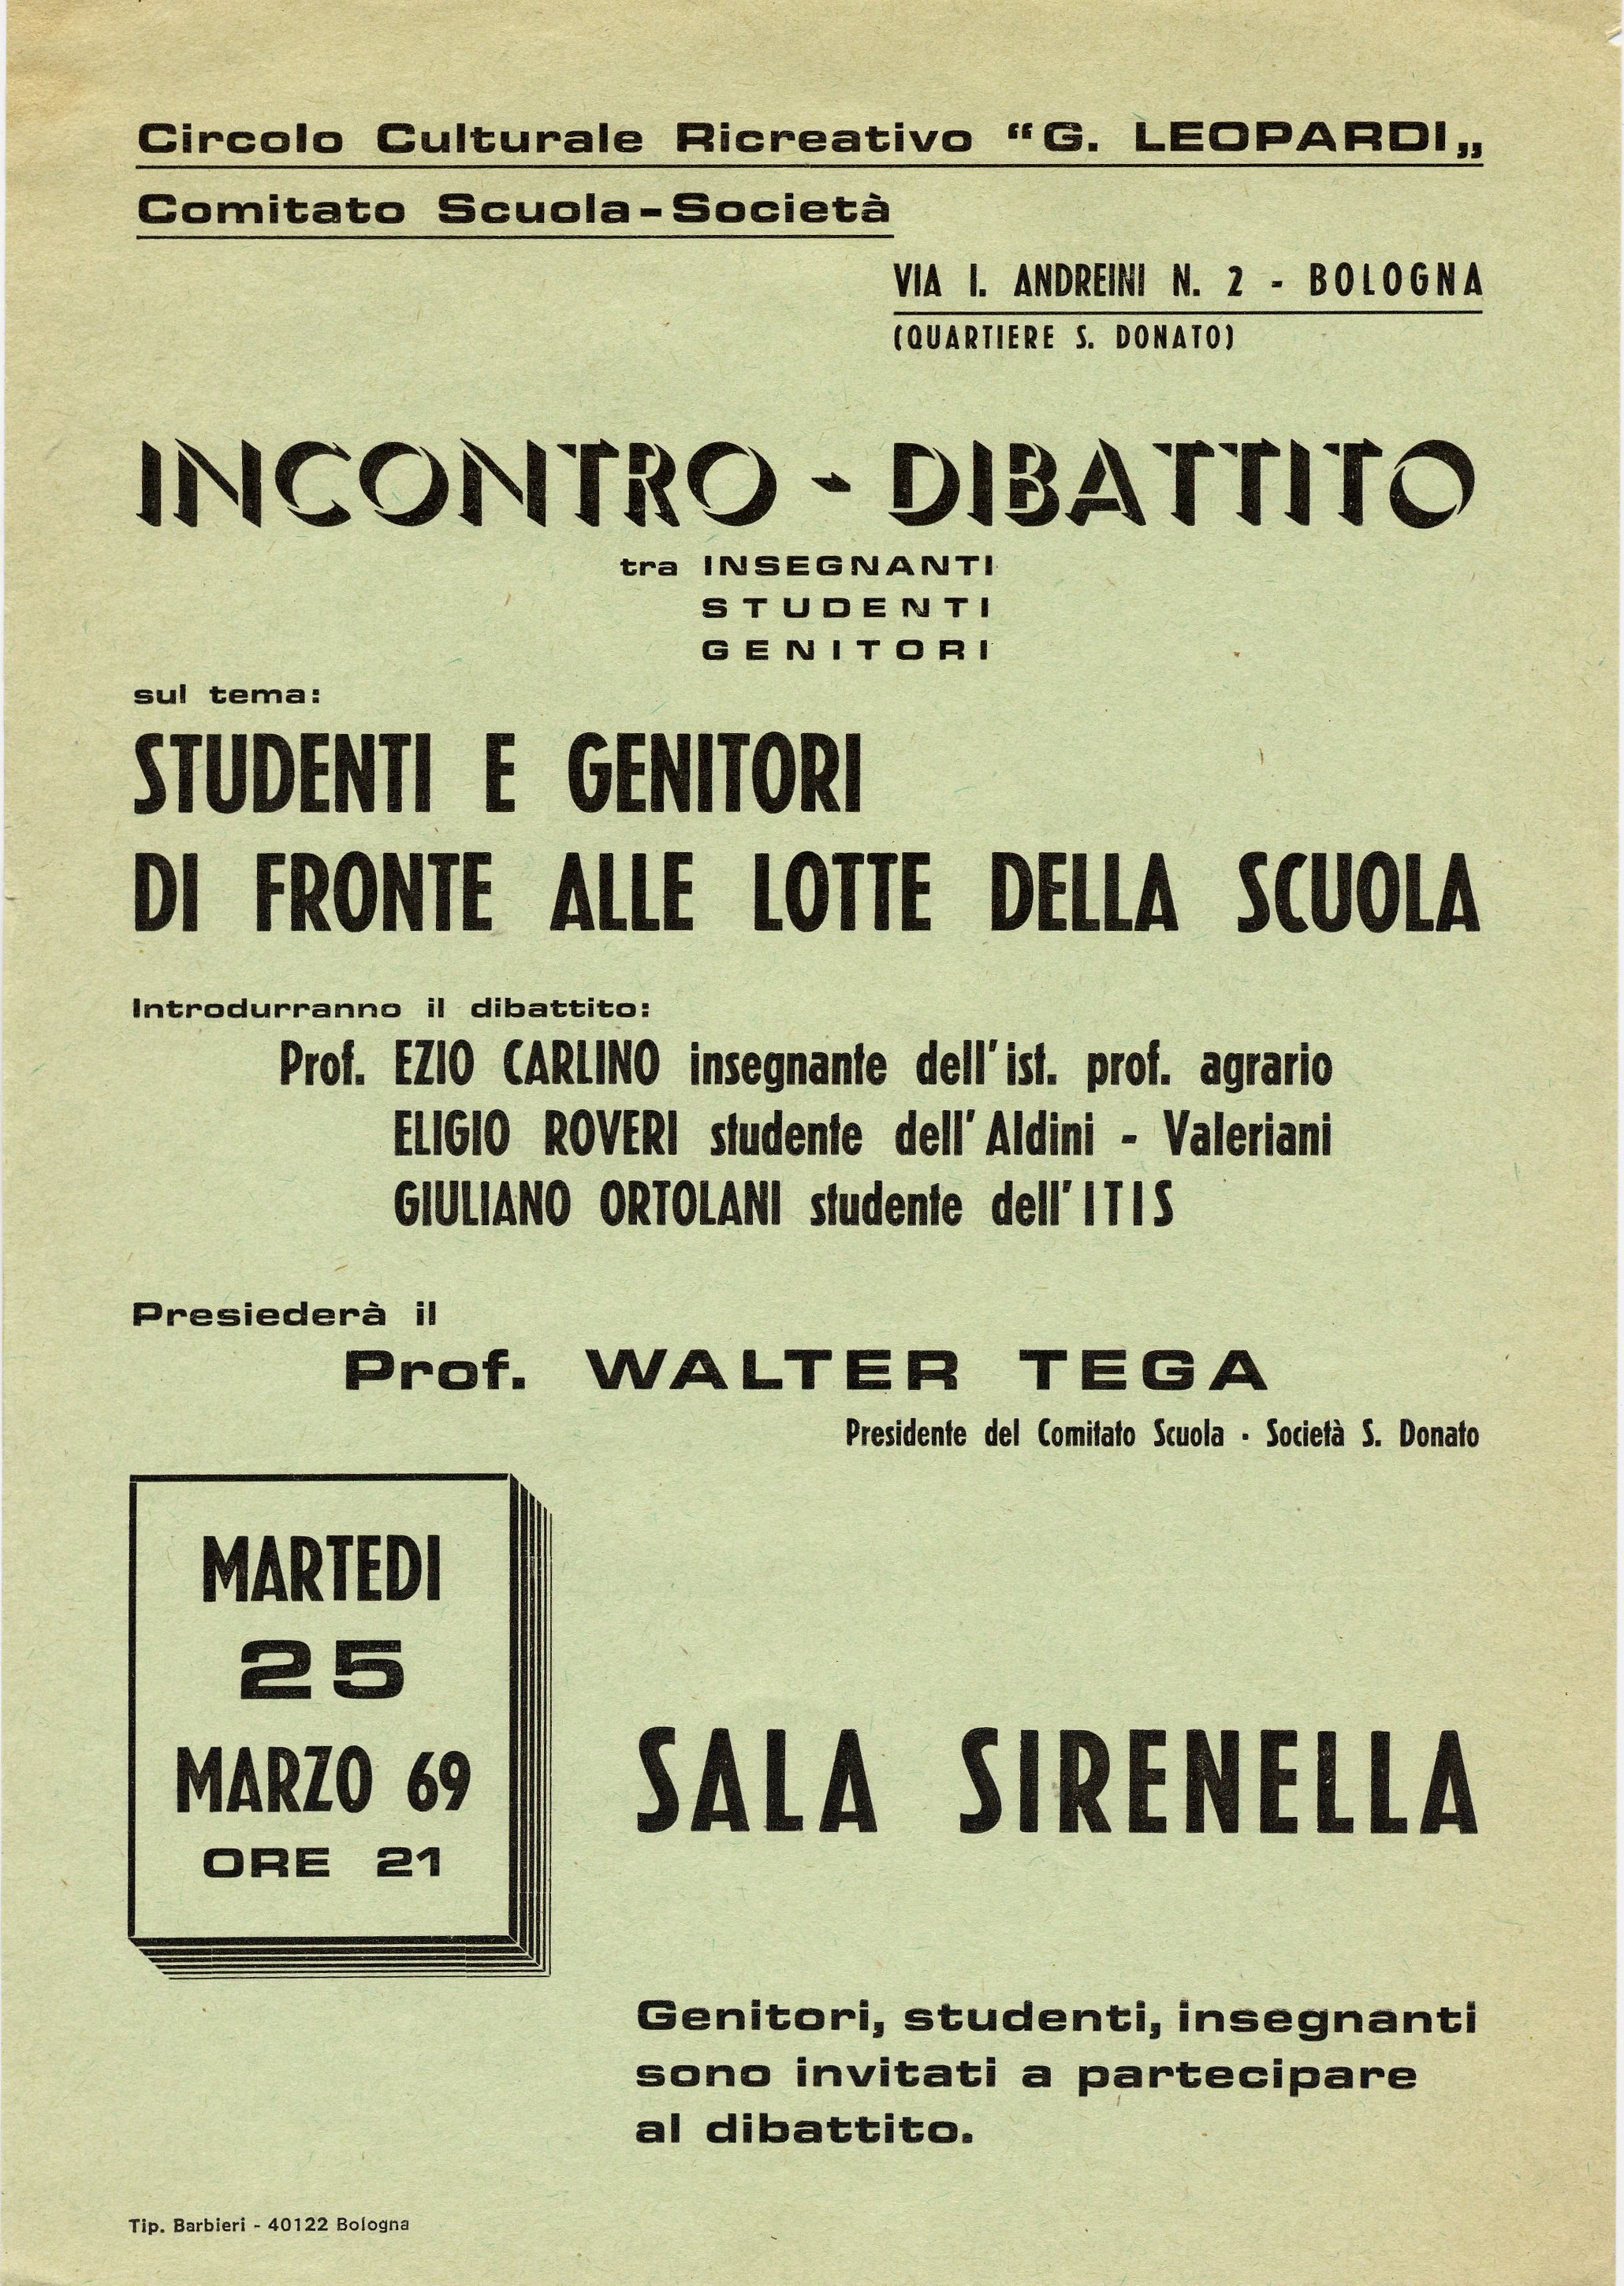 Circolo Culturale Ricreativo “G. LEOPARDI„
Comitato Scuola-Società
VIA I. ANDREINI N. 2 - BOLOGNA
(QUARTIERE S. DONATO)
INCONTRO - DIBATTITO
tra INSEGNANTI
STUDENTI
GENITORI
sul tema:
STUDENTI E GENITORI
DI FRONTE ALLE LOTTE DELLA SCUOLA
Introdurranno il dibattito:
Prof. EZIO CARLINO insegnante dell'ist. prof. agrario
ELIGIO ROVERI studente dell'Aldini - Valeriani
GIULIANO ORTOLANI studente dell'ITIS
Presiederà il
Prof. WALTER TEGA
Presidente del Comitato Scuola - Società S. Donato
MARTEDI
25
MARZO 69
ORE 21
SALA SIRENELLA
Genitori, studenti, insegnanti
sono invitati a partecipare
al dibattito.
Tip. Barbieri - 40122 Bologna